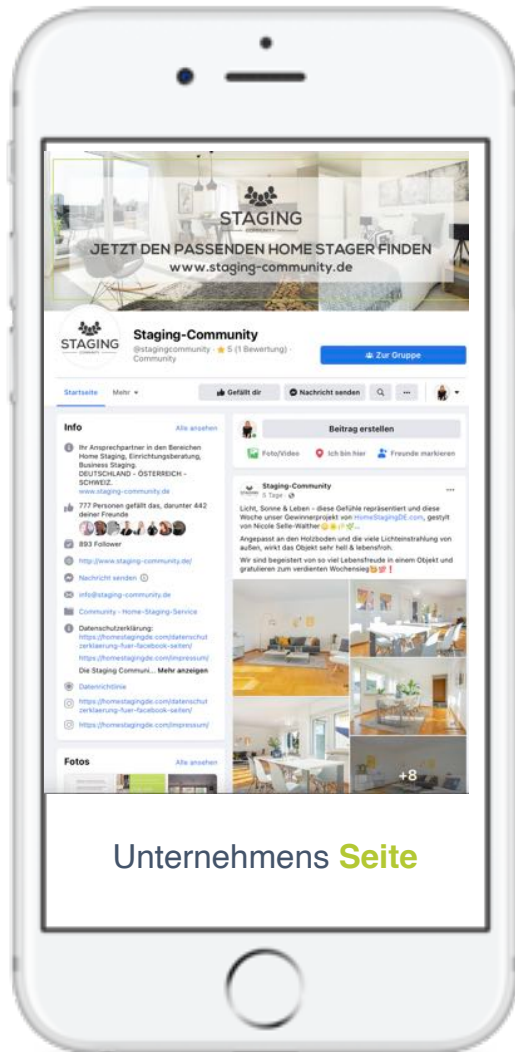 STAGING
COMMUNITY
JETZT DEN PASSENDEN HOME STAGER FINDEN
www.staging-community.de
STAGING
COMMUNITY
Staging-Community
@stagingcommunity · 5 (1 Bewertung) ·
Community
Zur Gruppe
Startseite Mehr
Gefällt dir
Nachricht senden
Info Alle ansehen
Ihr Ansprechpartner in den Bereichen
Home Staging, Einrichtungsberatung,
Business Staging.
DEUTSCHLAND - ÖSTERREICH -
SCHWEIZ.
www.staging-community.de
777 Personen gefällt das, darunter 442
deiner Freunde
893 Follower
http://www.staging-community.de/
Nachricht senden
info@staging-community.de
Community · Home-Staging-Service
Datenschutzerklärung:
https://homestagingde.com/datenschut
zerklaerung-fuer-facebook-seiten/
https://homestagingde.com/impressum/
Die Staging Communi... Mehr anzeigen
Datenrichtlinie
https://homestagingde.com/datenschut
zerklaerung-fuer-facebook-seiten/
https://homestagingde.com/impressum/
Fotos Alle ansehen
Beitrag erstellen
Foto/Video Ich bin hier Freunde markieren
Staging-Community
5 Tage ·
Licht, Sonne & Leben - diese Gefühle repräsentiert und diese
Woche unser Gewinnerprojekt von HomeStagingDE.com, gestylt
von Nicole Selle-Walther😊☀️✨🌿...
Angepasst an den Holzboden und die viele Lichteinstrahlung von
außen, wirkt das Objekt sehr hell & lebensfroh.
Wir sind begeistert von so viel Lebensfreude in einem Objekt und
gratulieren zum verdienten Wochensieg🥰💯❗
+8
Unternehmens Seite